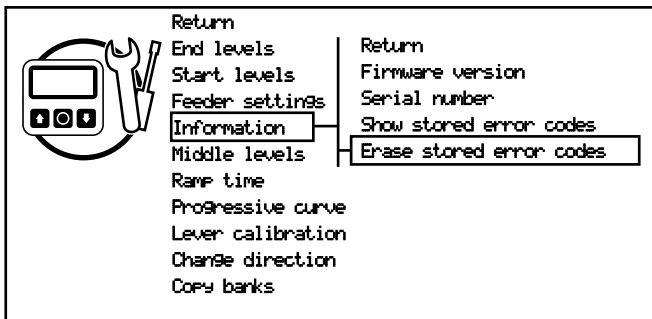 Return
End levels
Start levels
Feeder settings
Information
Middle levels
Ramp time
Progressive curve
Lever calibration
Change direction
Copy banks
Return
Firmware version
Serial number
Show stored error codes
Erase stored error codes